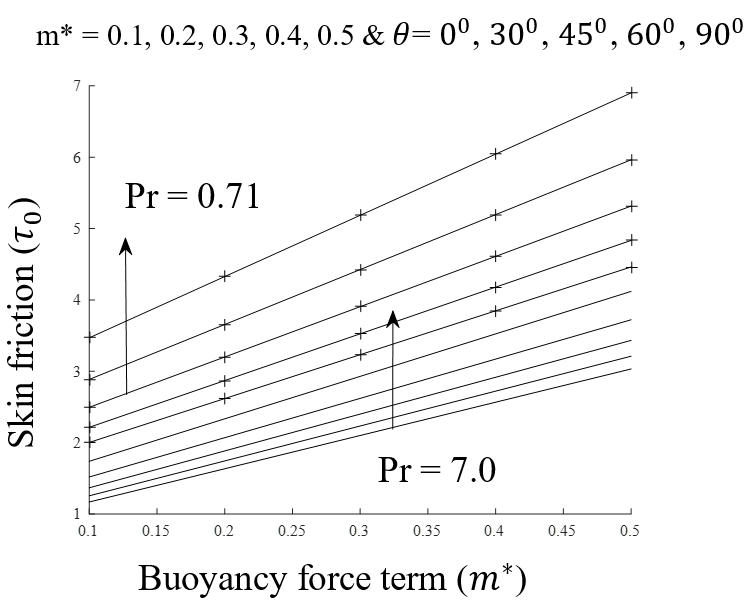 m* = 0.1, 0.2, 0.3, 0.4, 0.5 & θ= 0⁰, 30⁰, 45⁰, 60⁰, 90⁰
7
6
Pr = 0.71
5
4
3
2
Pr = 7.0
1
0.1 0.15 0.2 0.25 0.3 0.35 0.4 0.45 0.5
Skin friction (τ₀)
Buoyancy force term (m*)